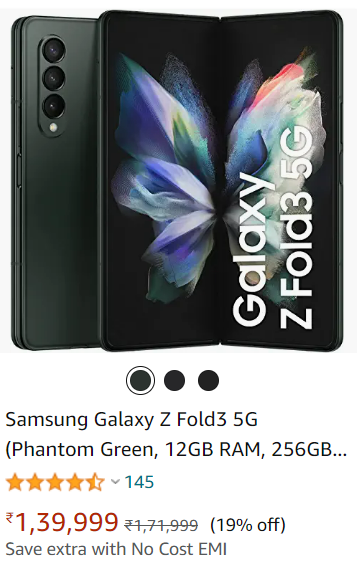 Galaxy
Z Fold3 5G
Samsung Galaxy Z Fold3 5G
(Phantom Green, 12GB RAM, 256GB...
145
₹1,39,999 ₹1,71,999 (19% off)
Save extra with No Cost EMI